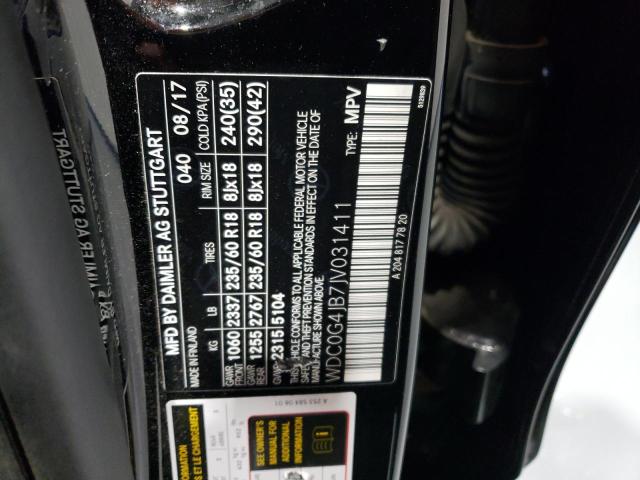 MFD BY DAIMLER AG STUTTGART
MADE IN FINLAND 040 08/17
KG LB TIRES RIM SIZE COLD KPA(PSI)
GAWR FRONT 1060 2337 235/60 R18 8Jx18 240(35)
GAWR REAR 1255 2767 235/60 R18 8Jx18 290(42)
GVWR 2315 5104
THIS VEHICLE CONFORMS TO ALL APPLICABLE FEDERAL MOTOR VEHICLE
SAFETY AND THEFT PREVENTION STANDARDS IN EFFECT ON THE DATE OF
MANUFACTURE SHOWN ABOVE.
WDC0G4JB7JV031411 TYPE: MPV
A 204 817 78 20
A 253 584 06 01
SEE OWNER'S
MANUAL FOR
ADDITIONAL
INFORMATION